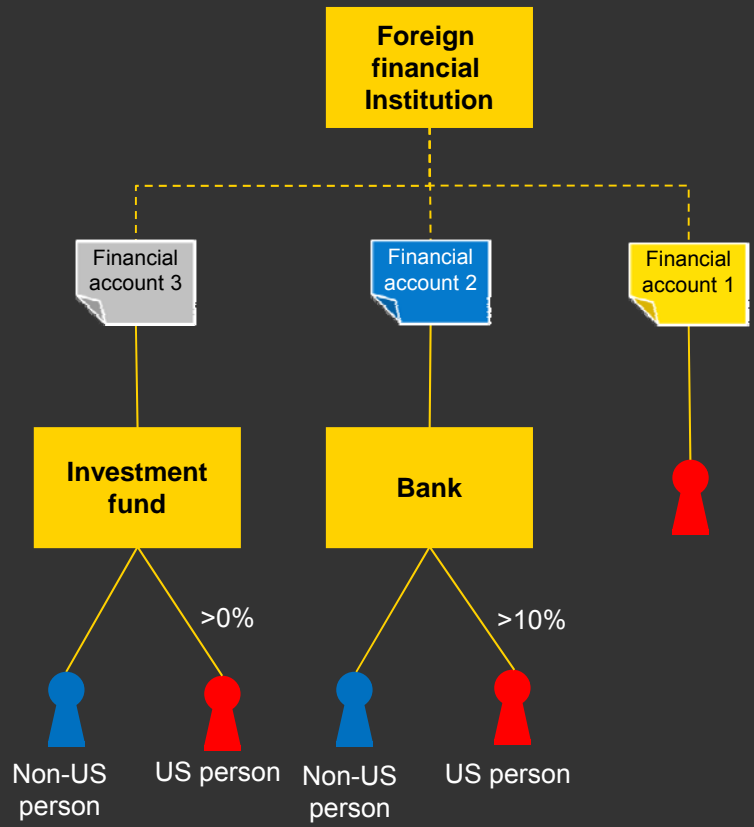 Foreign
financial
Institution
Financial
account 3
Financial
account 2
Financial
account 1
Investment
fund
Bank
>0%
>10%
Non-US
person
US person
Non-US
person
US person